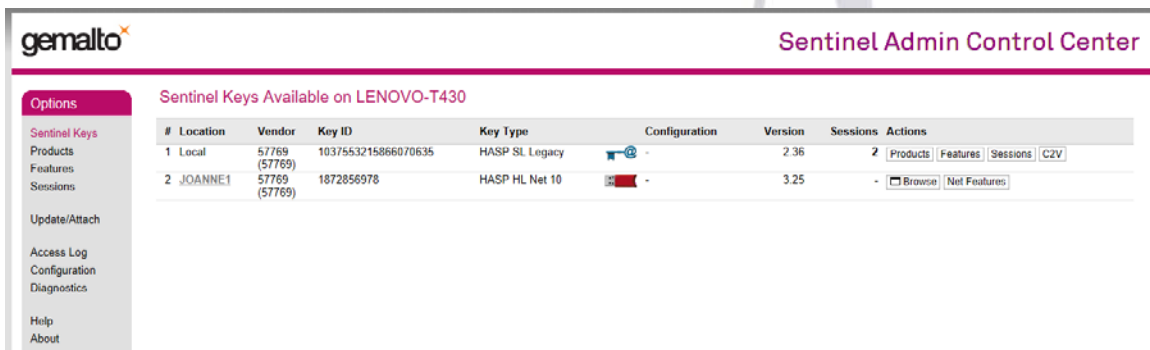 gemalto
Sentinel Admin Control Center
Options
Sentinel Keys
Products
Features
Sessions
Update/Attach
Access Log
Configuration
Diagnostics
Help
About
Sentinel Keys Available on LENOVO-T430
# Location Vendor Key ID Key Type Configuration Version Sessions Actions
1 Local 57769 (57769) 1037553215866070635 HASP SL Legacy - 2.36 2 Products Features Sessions C2V
2 JOANNE1 57769 (57769) 1872856978 HASP HL Net 10 - 3.25 - Browse Net Features